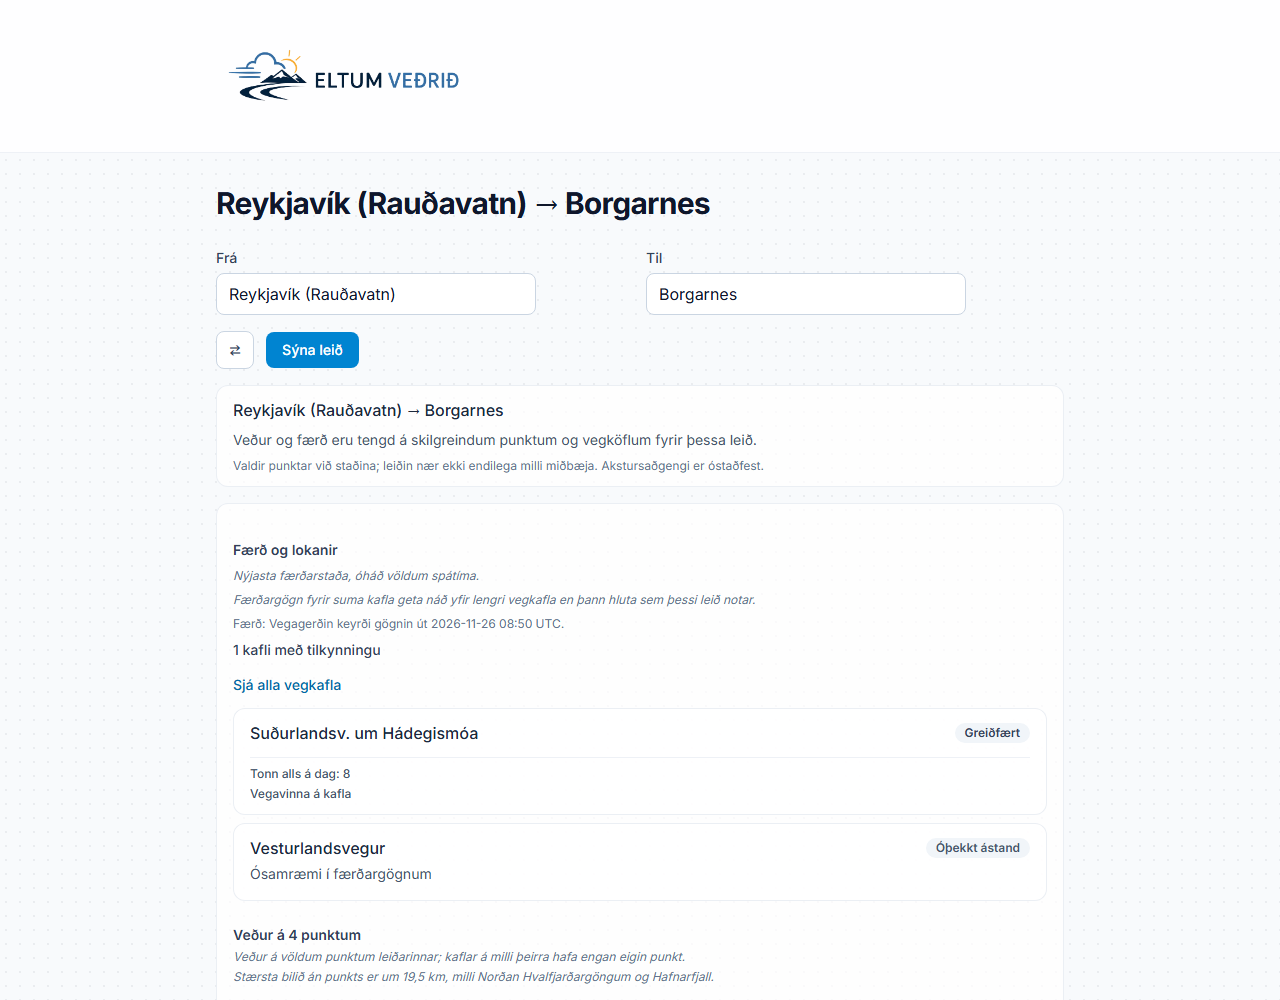 ELTUM VEÐRIÐ
Reykjavík (Rauðavatn) → Borgarnes
Frá
Til
Reykjavík (Rauðavatn)
Borgarnes
⇄
Sýna leið
Reykjavík (Rauðavatn) → Borgarnes
Veður og færð eru tengd á skilgreindum punktum og vegköflum fyrir þessa leið.
Valdir punktar við staðina; leiðin nær ekki endilega milli miðbæja. Akstursaðgengi er óstaðfest.
Færð og lokanir
Nýjasta færðarstaða, óháð völdum spátíma.
Færðargögn fyrir suma kafla geta náð yfir lengri vegkafla en þann hluta sem þessi leið notar.
Færð: Vegagerðin keyrði gögnin út 2026-11-26 08:50 UTC.
1 kafli með tilkynningu
Sjá alla vegkafla
Suðurlandsv. um Hádegismóa
Greiðfært
Tonn alls á dag: 8
Vegavinna á kafla
Vesturlandsvegur
Óþekkt ástand
Ósamræmi í færðargögnum
Veður á 4 punktum
Veður á völdum punktum leiðarinnar; kaflar á milli þeirra hafa engan eigin punkt.
Stærsta bilið án punkts er um 19,5 km, milli Norðan Hvalfjarðargöngum og Hafnarfjall.